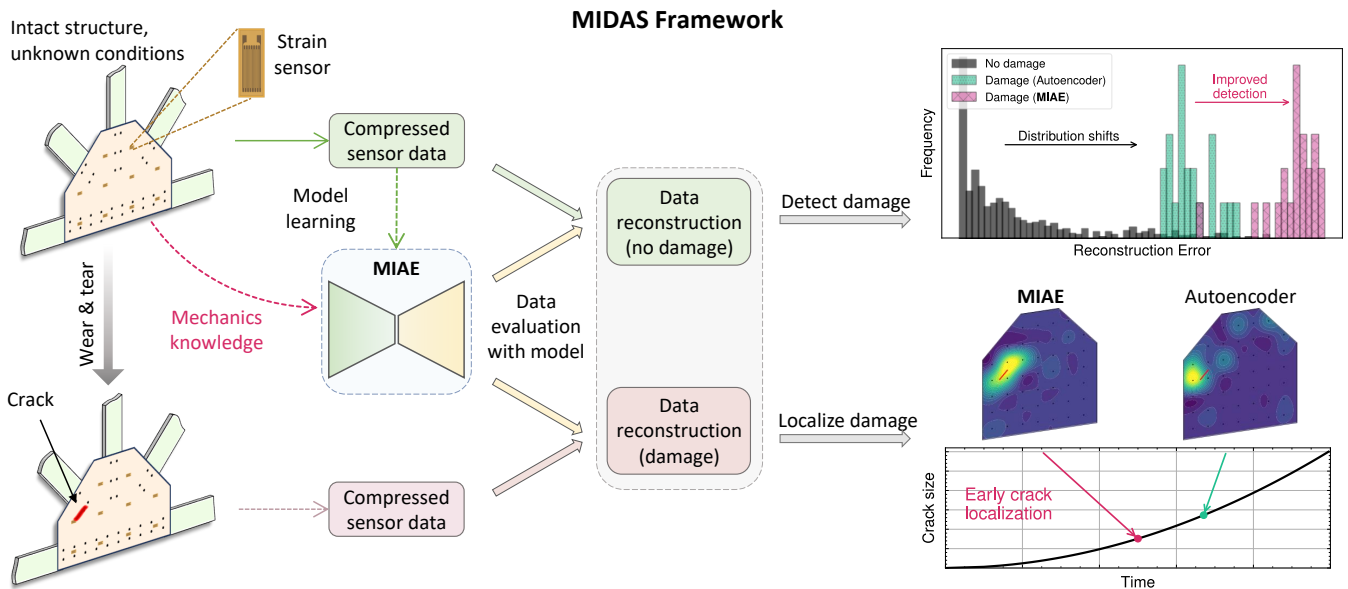 MIDAS Framework
Intact structure,
unknown conditions
Strain
sensor
Compressed
sensor data
Model
learning
MIAE
Mechanics
knowledge
Wear & tear
Crack
Compressed
sensor data
Data
evaluation
with model
Data
reconstruction
(no damage)
Data
reconstruction
(damage)
Detect damage
Localize damage
No damage
Damage (Autoencoder)
Damage (MIAE)
Improved
detection
Distribution shifts
Frequency
Reconstruction Error
MIAE
Autoencoder
Early crack
localization
Crack size
Time